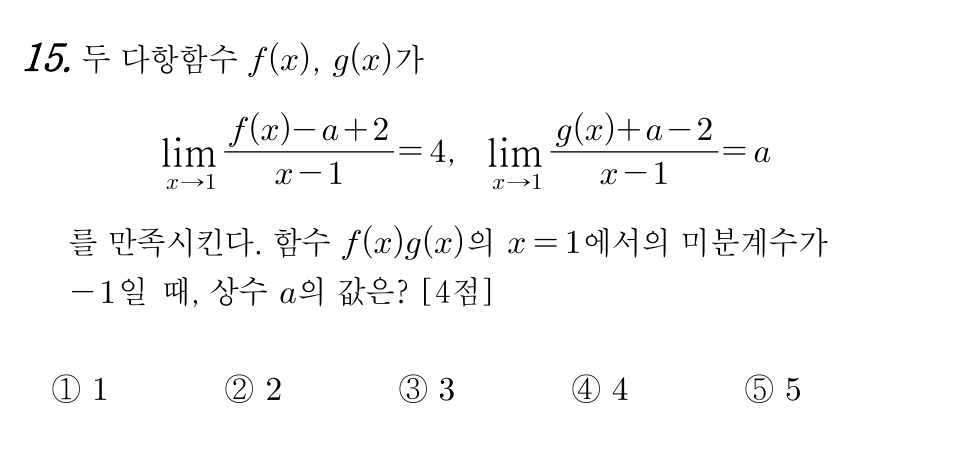 15. 두 다항함수 f(x), g(x)가
lim_{x→1} \frac{f(x)-a+2}{x-1}=4, lim_{x→1} \frac{g(x)+a-2}{x-1}=a
를 만족시킨다. 함수 f(x)g(x)의 x=1에서의 미분계수가
-1일 때, 상수 a의 값은? [4점]
① 1 ② 2 ③ 3 ④ 4 ⑤ 5